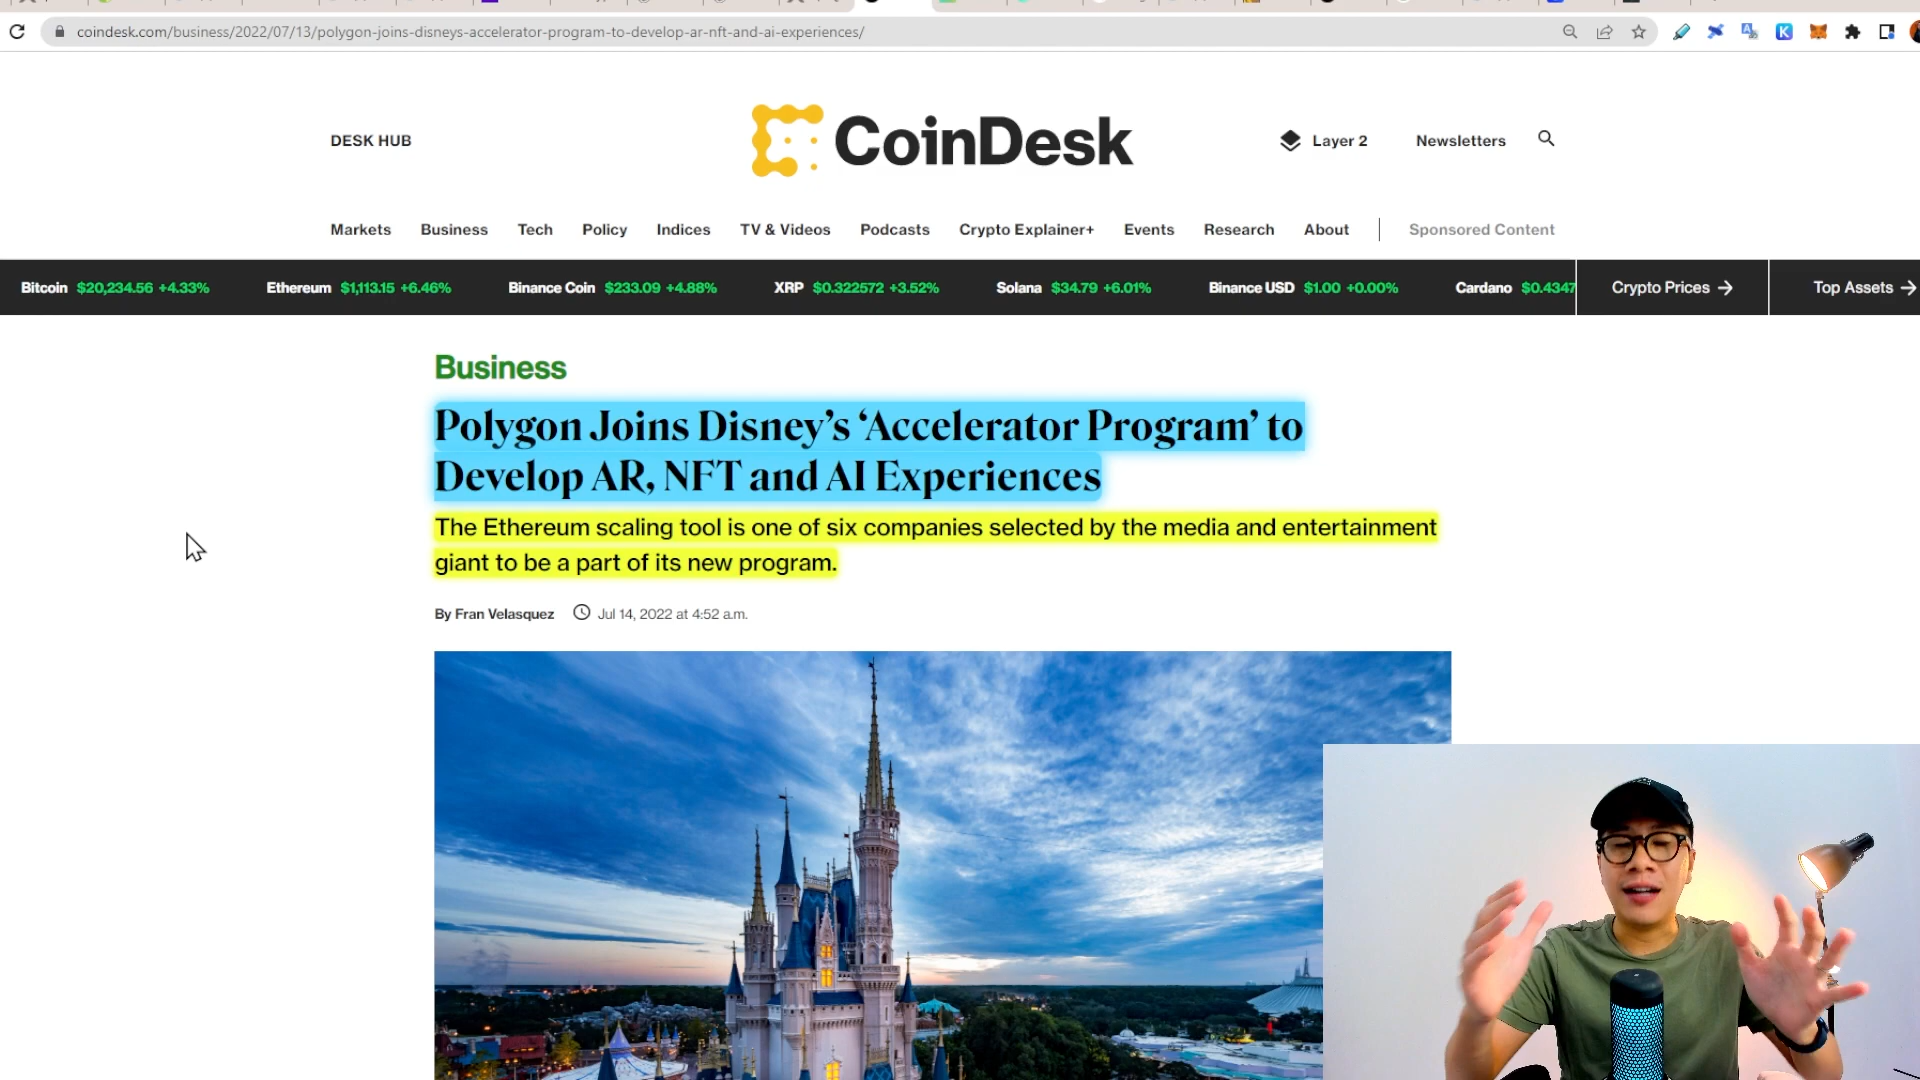 coindesk.com/business/2022/07/13/polygon-joins-disneys-accelerator-program-to-develop-ar-nft-and-ai-experiences/
DESK HUB
CoinDesk
Layer 2
Newsletters
Markets Business Tech Policy Indices TV & Videos Podcasts Crypto Explainer+ Events Research About Sponsored Content
Bitcoin $20,234.56 +4.33% Ethereum $1,113.15 +6.46% Binance Coin $233.09 +4.88% XRP $0.322572 +3.52% Solana $34.79 +6.01% Binance USD $1.00 +0.00% Cardano $0.4347 Crypto Prices → Top Assets →
Business
Polygon Joins Disney’s ‘Accelerator Program’ to
Develop AR, NFT and AI Experiences
The Ethereum scaling tool is one of six companies selected by the media and entertainment
giant to be a part of its new program.
By Fran Velasquez Jul 14, 2022 at 4:52 a.m.